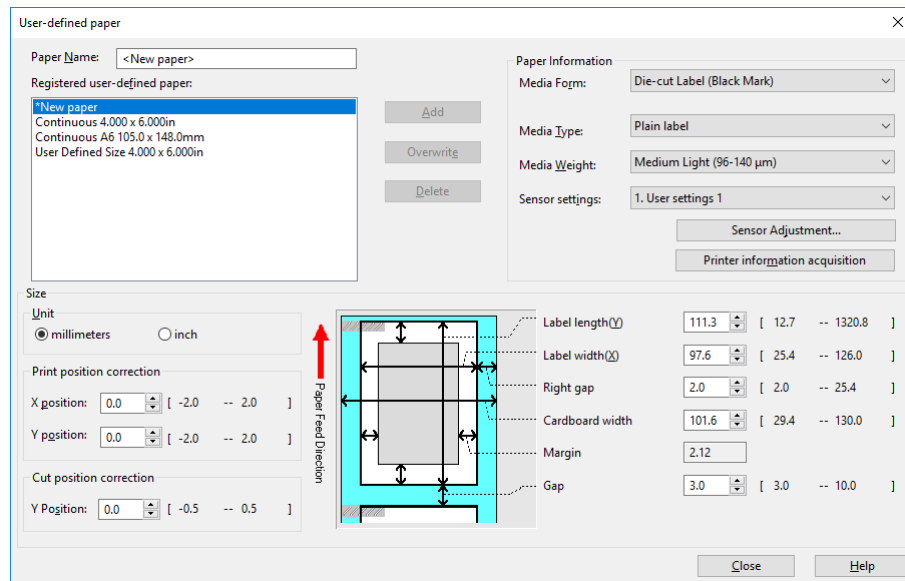 User-defined paper
Paper Name: <New paper>
Registered user-defined paper:
*New paper
Continuous 4.000 x 6.000in
Continuous A6 105.0 x 148.0mm
User Defined Size 4.000 x 6.000in
Add
Overwrite
Delete
Paper Information
Media Form: Die-cut Label (Black Mark)
Media Type: Plain label
Media Weight: Medium Light (96-140 μm)
Sensor settings: 1. User settings 1
Sensor Adjustment...
Printer information acquisition
Size
Unit
millimeters inch
Print position correction
X position: 0.0 [ -2.0 -- 2.0 ]
Y position: 0.0 [ -2.0 -- 2.0 ]
Cut position correction
Y Position: 0.0 [ -0.5 -- 0.5 ]
Paper Feed Direction
Label length(Y) 111.3 [ 12.7 -- 1320.8 ]
Label width(X) 97.6 [ 25.4 -- 126.0 ]
Right gap 2.0 [ 2.0 -- 25.4 ]
Cardboard width 101.6 [ 29.4 -- 130.0 ]
Margin 2.12
Gap 3.0 [ 3.0 -- 10.0 ]
Close
Help